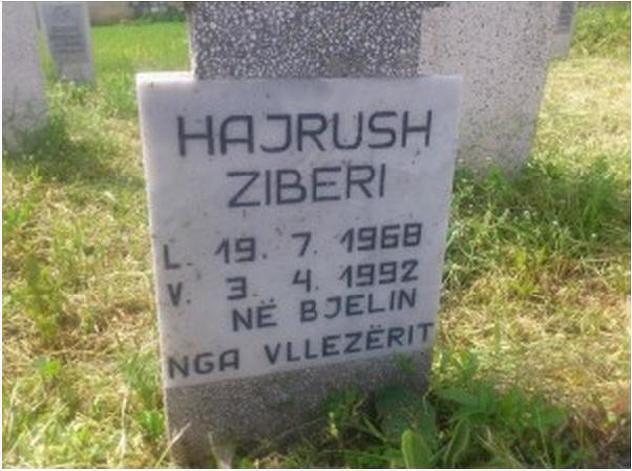 HAJRUSH
ZIBERI
L. 19. 7. 1968
V. 3. 4. 1992
NË BJELIN
NGA VLLEZËRIT